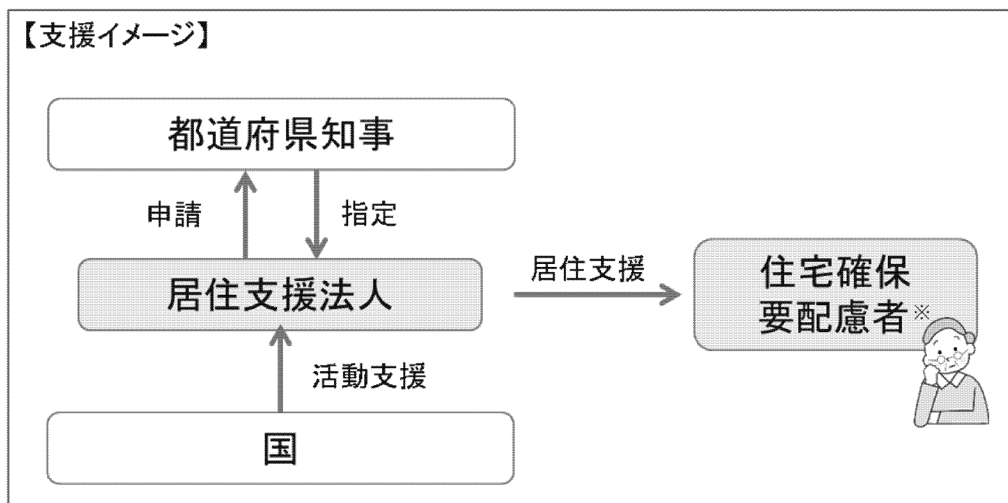 【支援イメージ】
都道府県知事
申請
指定
居住支援法人
居住支援
住宅確保
要配慮者※
活動支援
国